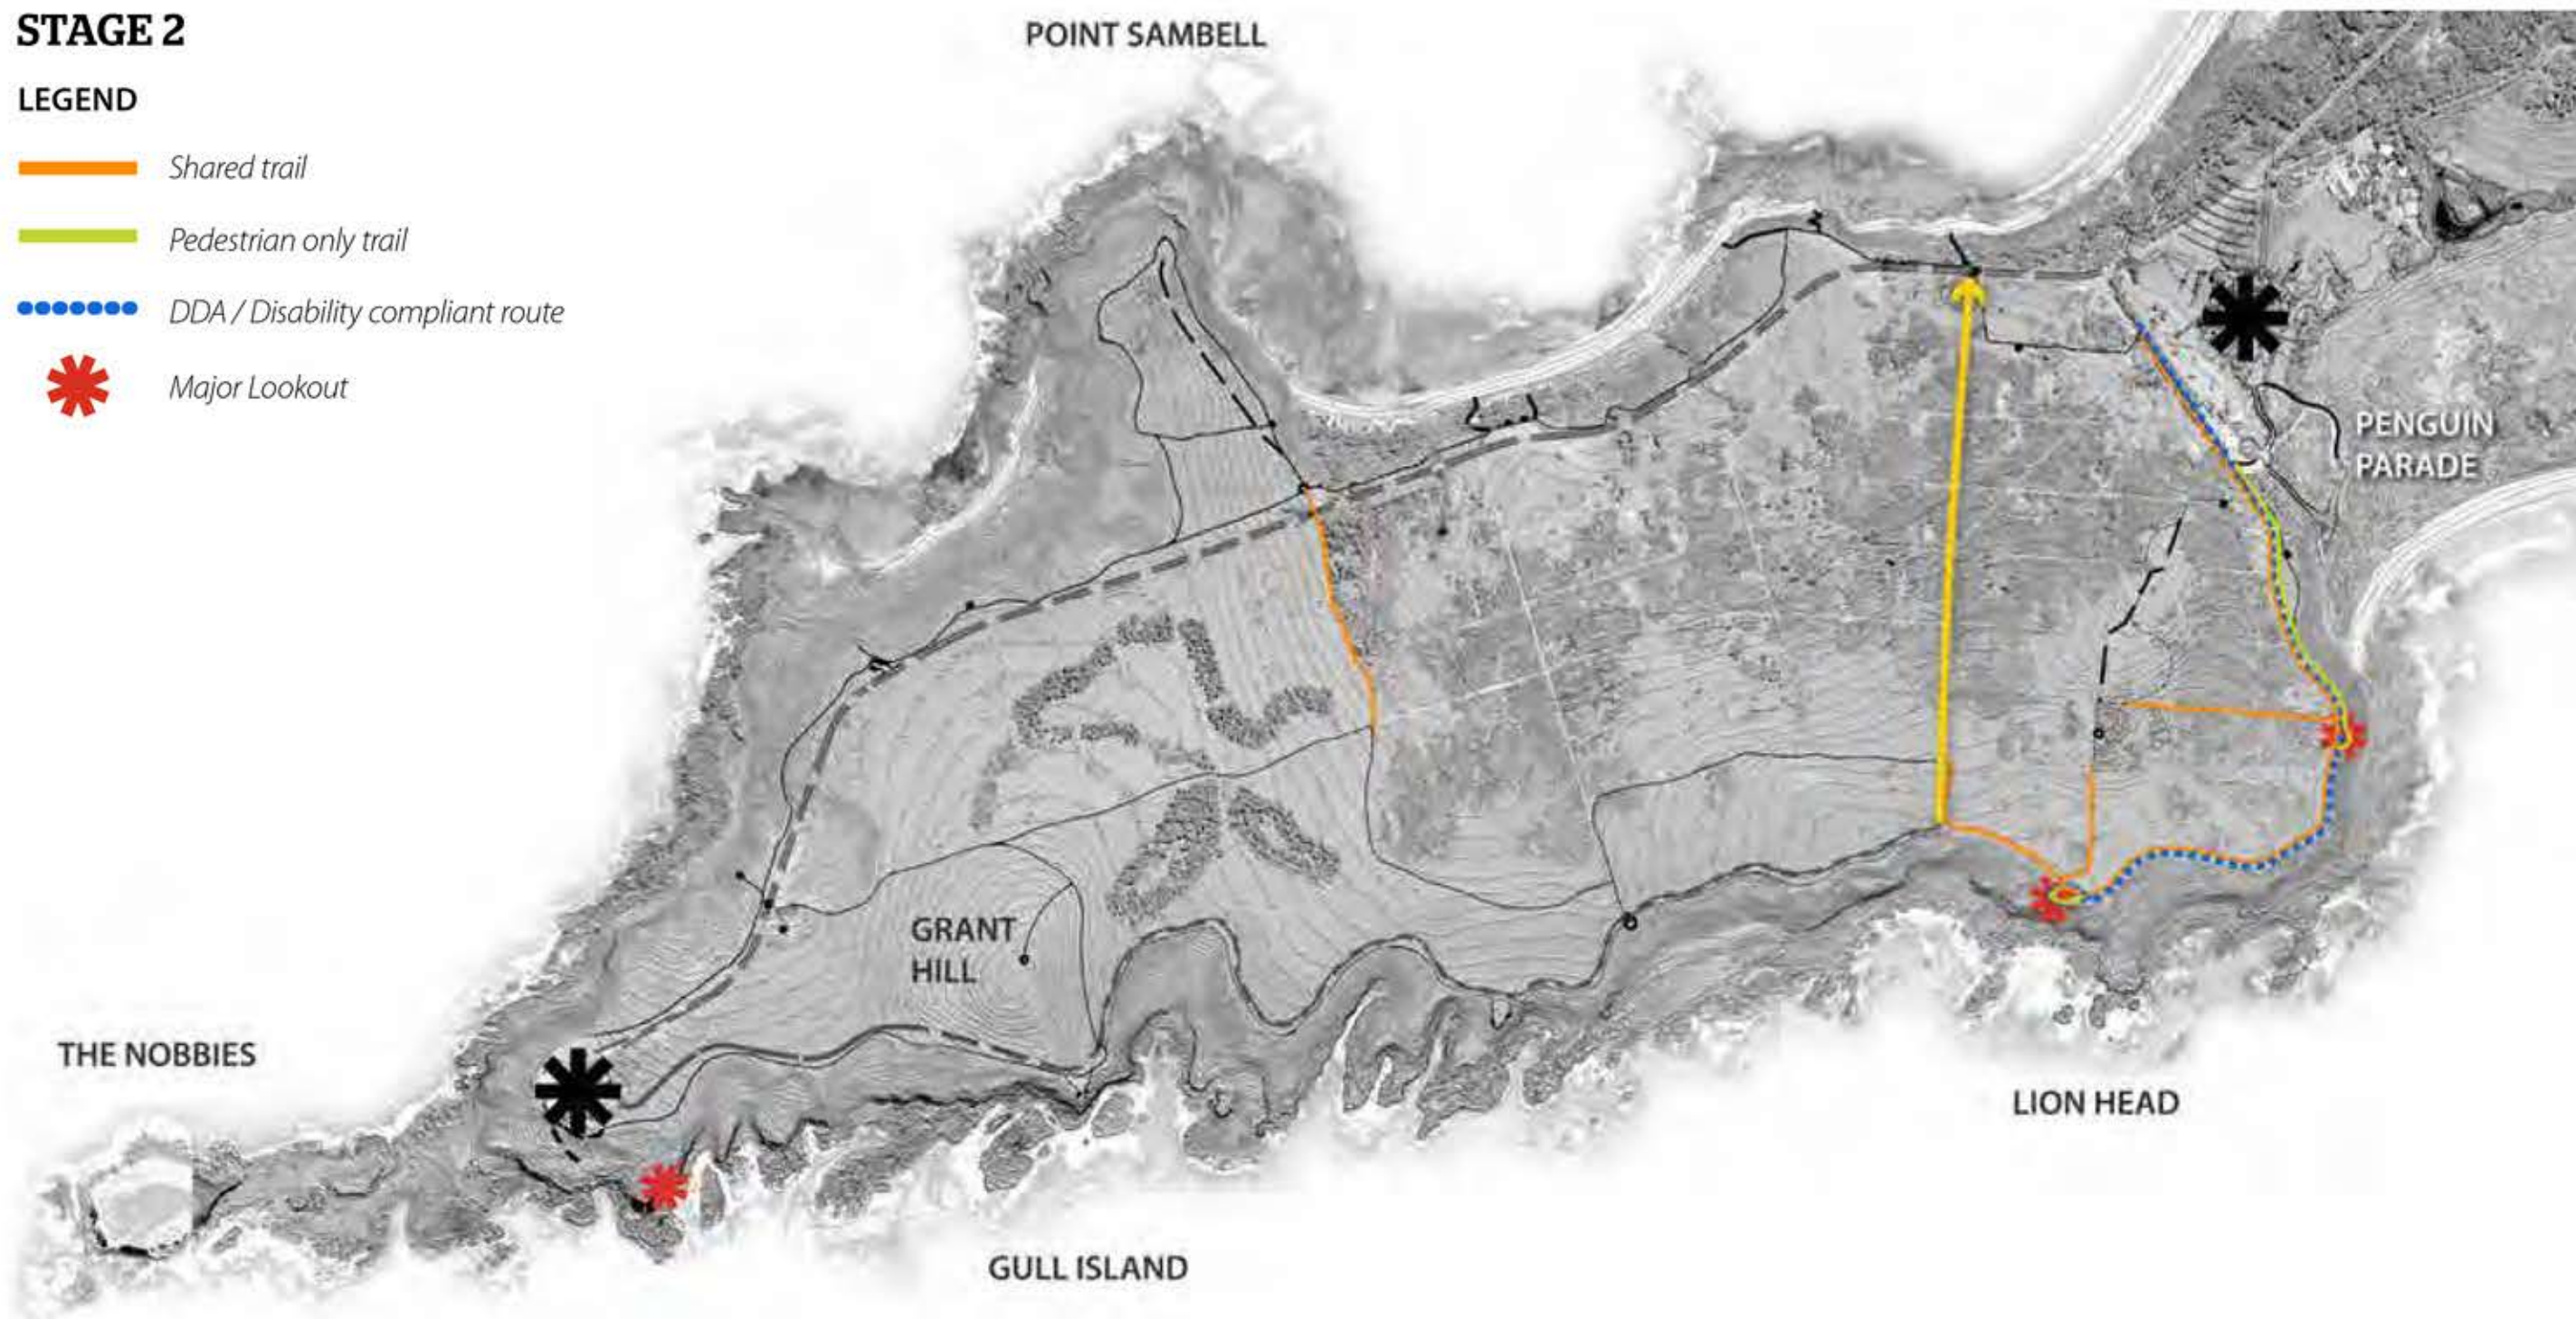 STAGE 2
LEGEND
Shared trail
Pedestrian only trail
DDA / Disability compliant route
Major Lookout
POINT SAMBELL
PENGUIN
PARADE
GRANT
HILL
THE NOBBIES
LION HEAD
GULL ISLAND